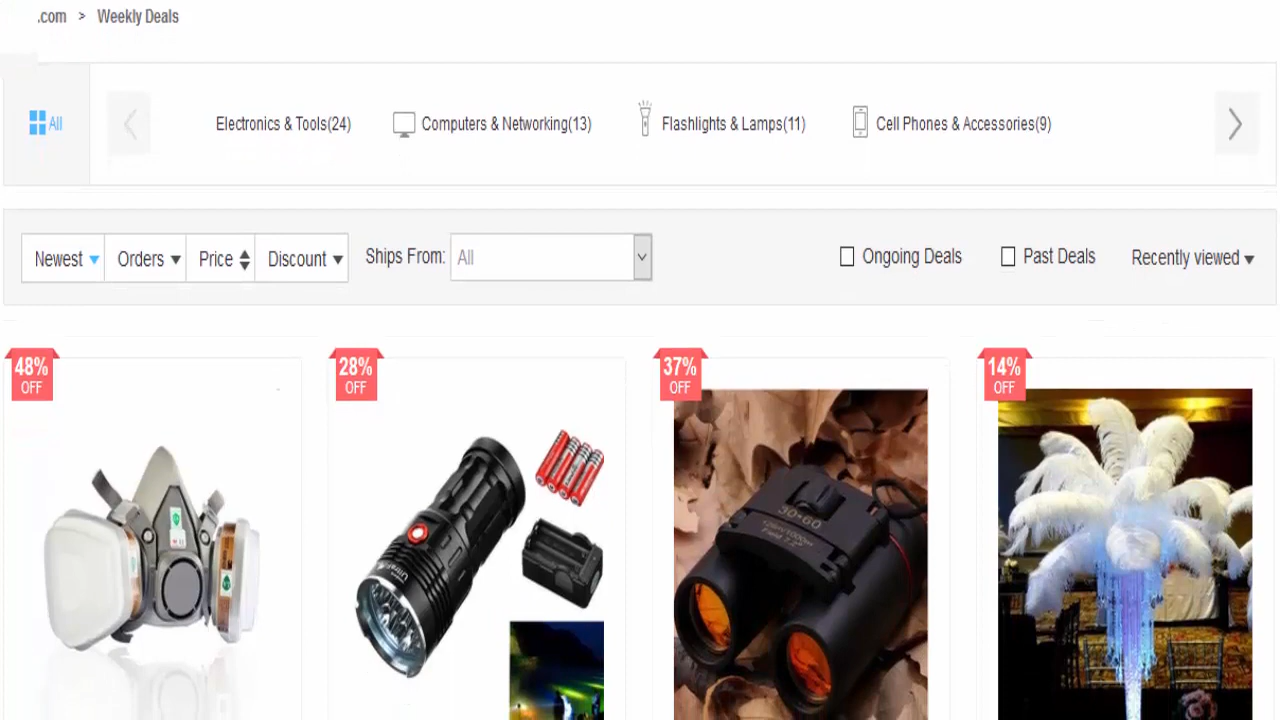 .com > Weekly Deals
All
Electronics & Tools(24)
Computers & Networking(13)
Flashlights & Lamps(11)
Cell Phones & Accessories(9)
Newest
Orders
Price
Discount
Ships From:
All
Ongoing Deals
Past Deals
Recently viewed
48%
OFF
28%
OFF
37%
OFF
14%
OFF
30×60